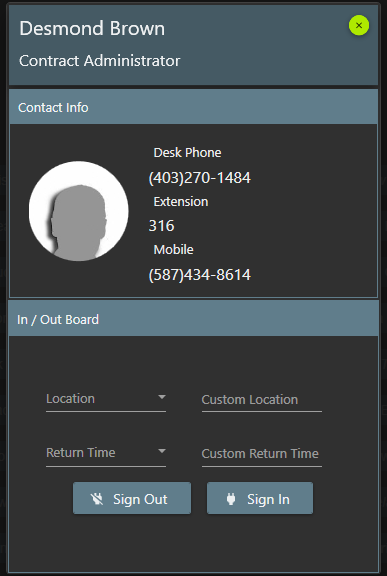 Desmond Brown
Contract Administrator
Contact Info
Desk Phone
(403)270-1484
Extension
316
Mobile
(587)434-8614
In / Out Board
Location
Custom Location
Return Time
Custom Return Time
Sign Out
Sign In